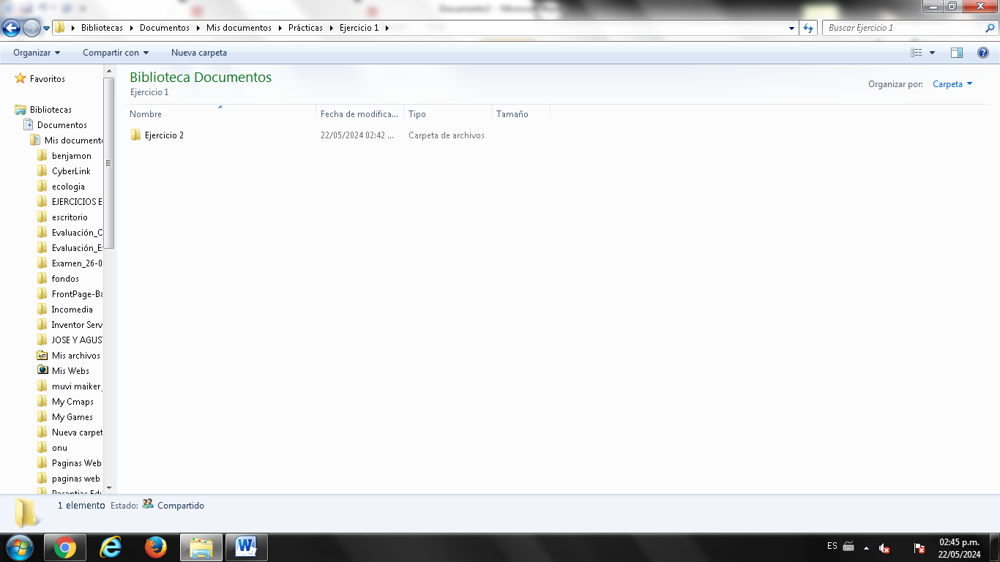 Bibliotecas Documentos Mis documentos Prácticas Ejercicio 1
Buscar Ejercicio 1
Organizar Compartir con Nueva carpeta
Favoritos
Bibliotecas
Documentos
Mis document
benjamon
CyberLink
ecologia
EJERCICIOS E
escritorio
Evaluación_C
Evaluación_E
Examen_26-0
fondos
FrontPage-Ba
Incomedia
Inventor Serv
JOSE Y AGUS
Mis archivos
Mis Webs
muvi maiker_
My Cmaps
My Games
Nueva carpet
onu
Paginas Web
paginas web
Biblioteca Documentos
Ejercicio 1
Organizar por: Carpeta
Nombre Fecha de modifica... Tipo Tamaño
Ejercicio 2 22/05/2024 02:42 ... Carpeta de archivos
1 elemento Estado: Compartido
ES 02:45 p.m.
22/05/2024